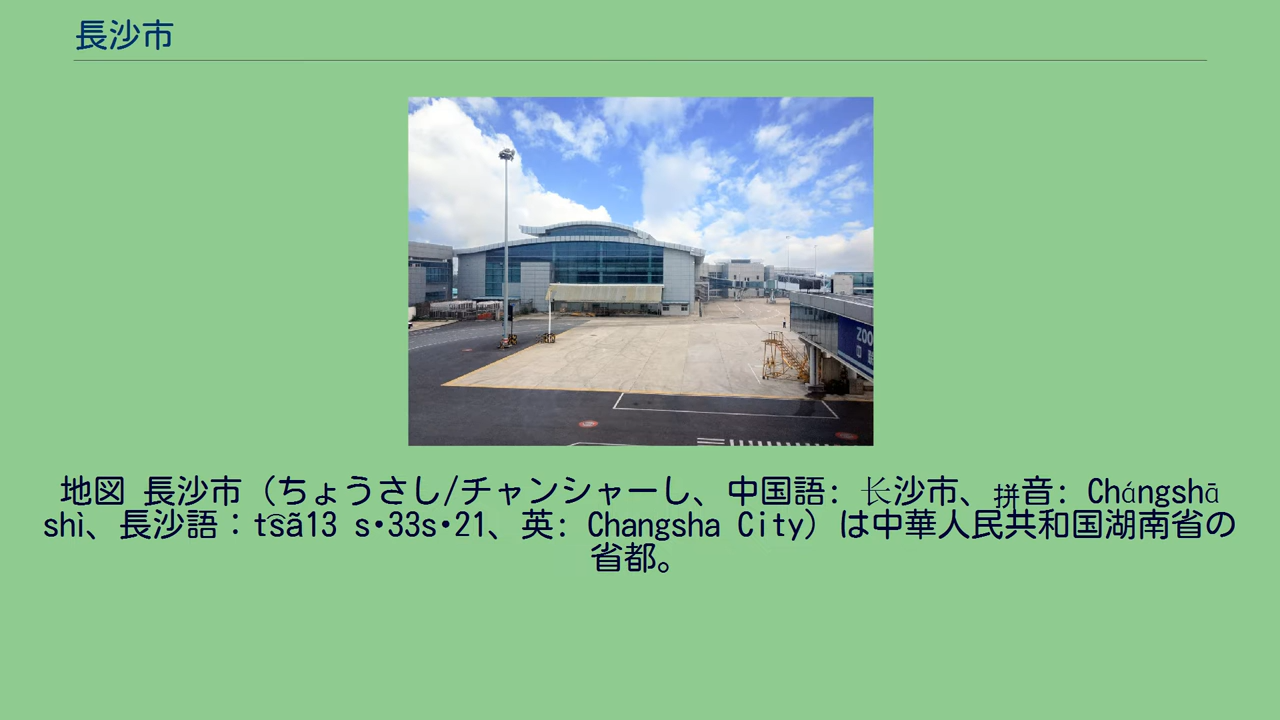 長沙市
ZOO
地図 長沙市（ちょうさし/チャンシャーし、中国語: 长沙市、拼音: Chángshā
shì、長沙語：ʦ͡sã13 s•33s•21、英: Changsha City）は中華人民共和国湖南省の
省都。